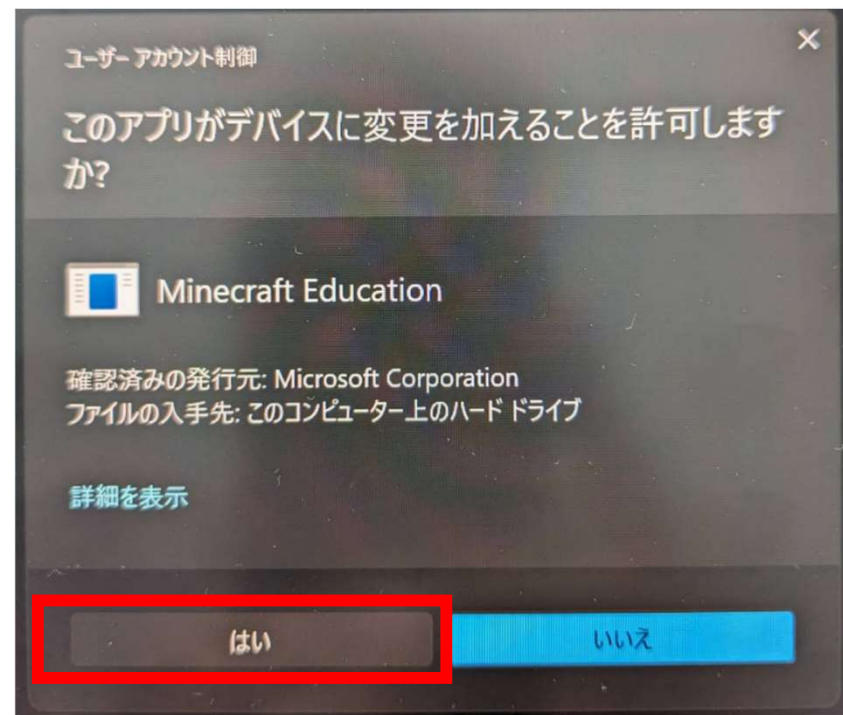 ユーザー アカウント制御
このアプリがデバイスに変更を加えることを許可します
か?
Minecraft Education
確認済みの発行元: Microsoft Corporation
ファイルの入手先: このコンピューター上のハード ドライブ
詳細を表示
はい
いいえ